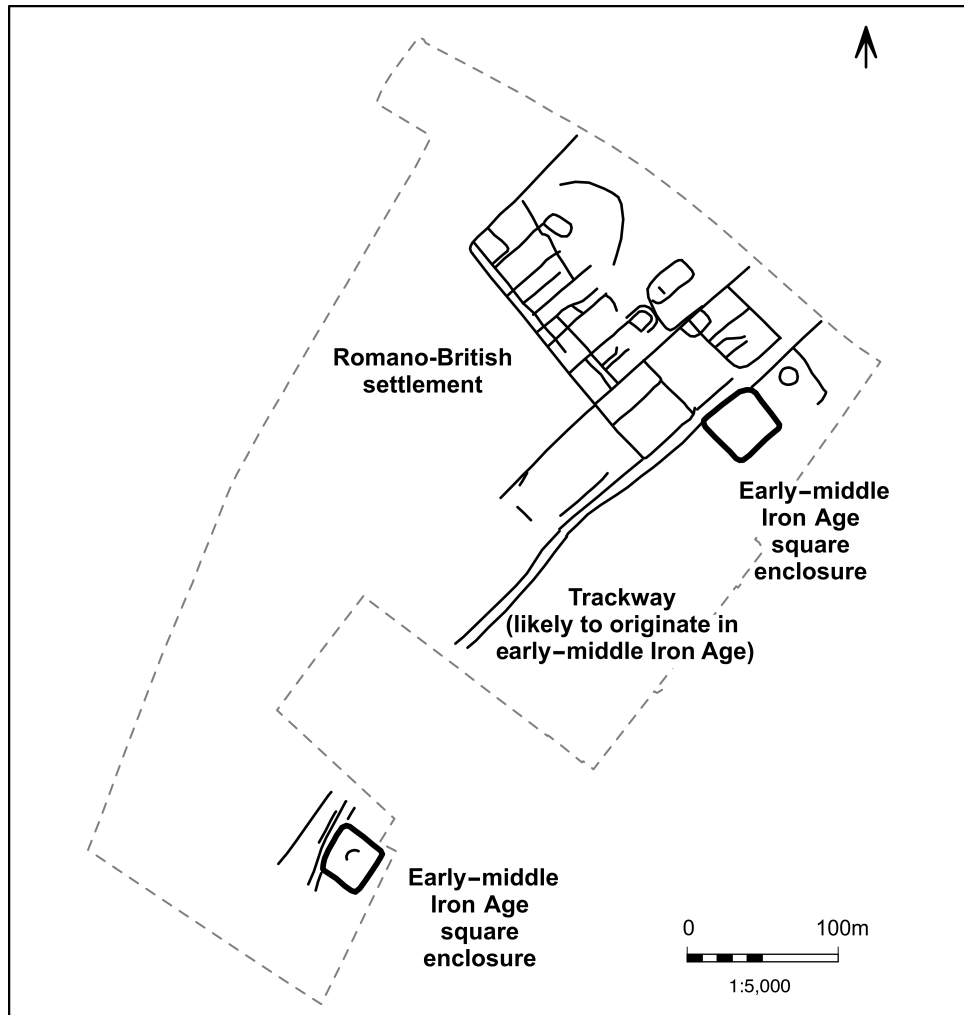 Romano-British
settlement
Early-middle
Iron Age
square
enclosure
Trackway
(likely to originate in
early-middle Iron Age)
Early-middle
Iron Age
square
enclosure
0 100m
1:5,000